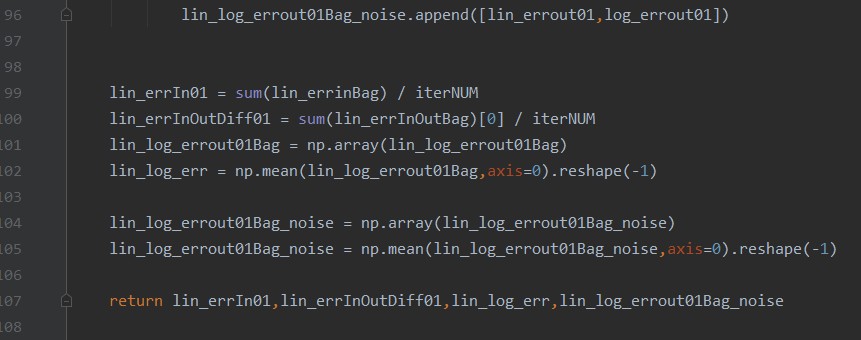 96 lin_log_errout01Bag_noise.append([lin_errout01,log_errout01])
97
98
99 lin_errIn01 = sum(lin_errinBag) / iterNUM
100 lin_errInOutDiff01 = sum(lin_errInOutBag)[0] / iterNUM
101 lin_log_errout01Bag = np.array(lin_log_errout01Bag)
102 lin_log_err = np.mean(lin_log_errout01Bag,axis=0).reshape(-1)
103
104 lin_log_errout01Bag_noise = np.array(lin_log_errout01Bag_noise)
105 lin_log_errout01Bag_noise = np.mean(lin_log_errout01Bag_noise,axis=0).reshape(-1)
106
107 return lin_errIn01,lin_errInOutDiff01,lin_log_err,lin_log_errout01Bag_noise
108